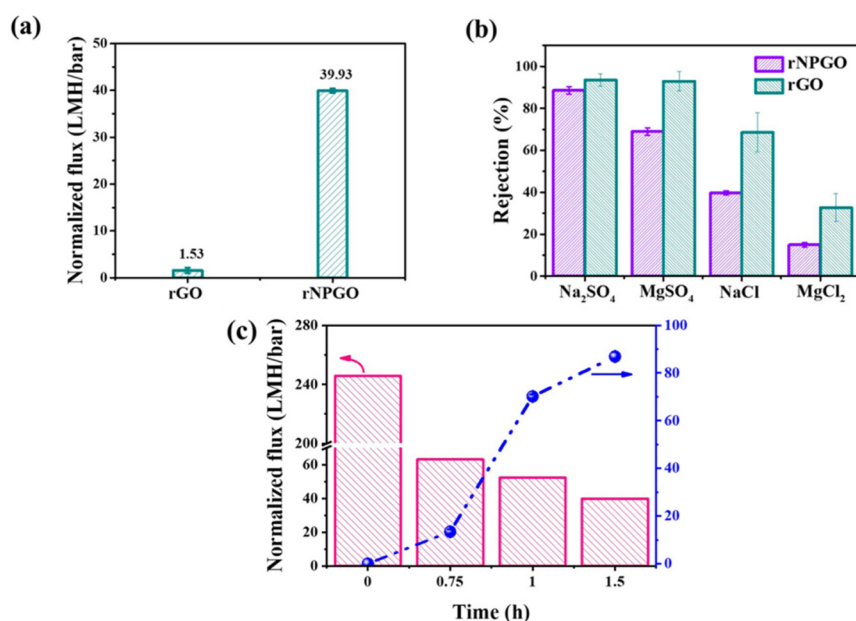 (a)
Normalized flux (LMH/bar)
50
40
30
20
10
0
1.53
39.93
rGO
rNPGO
(b)
Rejection (%)
100
80
60
40
20
0
rNPGO
rGO
Na₂SO₄
MgSO₄
NaCl
MgCl₂
(c)
Normalized flux (LMH/bar)
280
240
200
60
40
20
0
100
80
60
40
20
0
0
0.75
1
1.5
Time (h)